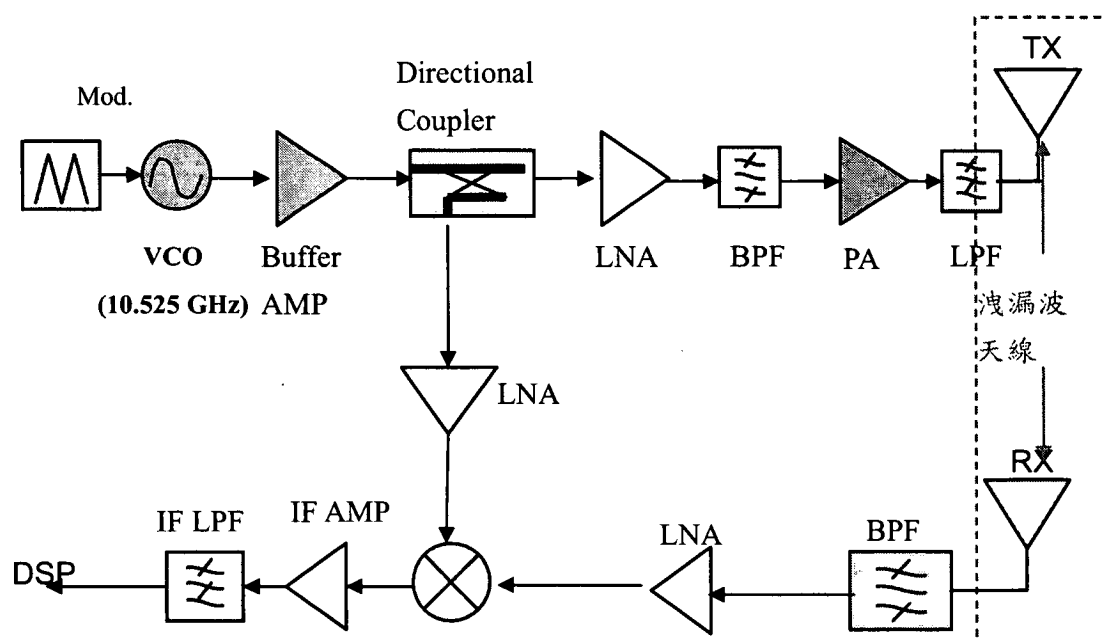 TX
Directional
Coupler
Mod.
VCO
(10.525 GHz)
Buffer
AMP
LNA
BPF
PA
LPF
洩漏波
天線
LNA
RX
IF LPF
IF AMP
LNA
BPF
DSP